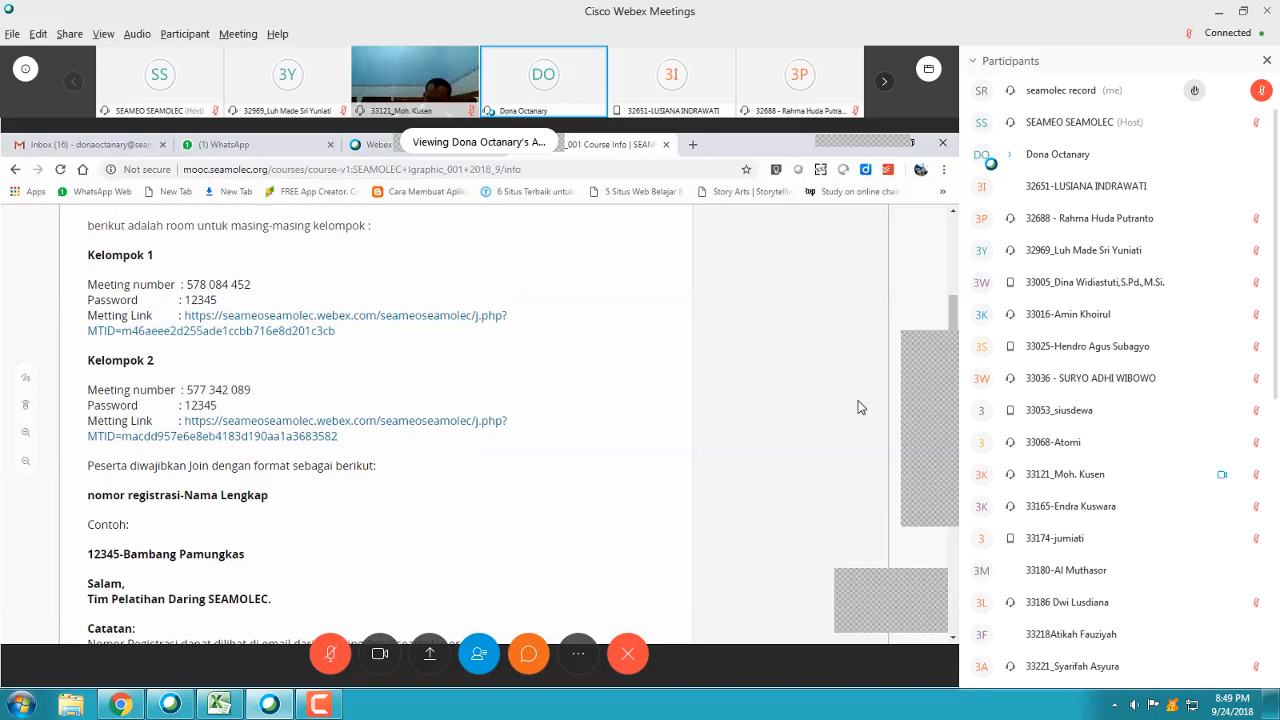 Cisco Webex Meetings
File Edit Share View Audio Participant Meeting Help
Connected
SS
SEAMEO SEAMOLEC (Host)
3Y
32969_Luh Made Sri Yuniati
33121_Moh. Kusen
DO
Dona Octanary
3I
32651-LUSIANA INDRAWATI
3P
32688 - Rahma Huda Putra...
Viewing Dona Octanary's A...
Inbox (16) - donaoctanary@seam
(1) WhatsApp
Webex
_001 Course Info | SEAM
Not secure
mooc.seamolec.org/courses/course-v1:SEAMOLEC+Igraphic_001+2018_9/info
Apps
WhatsApp Web
New Tab
New Tab
FREE App Creator: C
Cara Membuat Aplik
6 Situs Terbaik untuk
5 Situs Web Belajar B
Story Arts | Storytellin
Study on online chart
berikut adalah room untuk masing-masing kelompok :
Kelompok 1
Meeting number : 578 084 452
Password : 12345
Metting Link : https://seameoseamolec.webex.com/seameoseamolec/j.php?
MTID=m46aeee2d255ade1ccbb716e8d201c3cb
Kelompok 2
Meeting number : 577 342 089
Password : 12345
Metting Link : https://seameoseamolec.webex.com/seameoseamolec/j.php?
MTID=macdd957e6e8eb4183d190aa1a3683582
Peserta diwajibkan Join dengan format sebagai berikut:
nomor registrasi-Nama Lengkap
Contoh:
12345-Bambang Pamungkas
Salam,
Tim Pelatihan Daring SEAMOLEC.
Catatan:
Nomor Registrasi dapat dilihat di email dari
Participants
SR seamolec record (me)
SS SEAMEO SEAMOLEC (Host)
DO Dona Octanary
3I 32651-LUSIANA INDRAWATI
3P 32688 - Rahma Huda Putranto
3Y 32969_Luh Made Sri Yuniati
3W 33005_Dina Widiastuti,S.Pd.,M.Si.
3K 33016-Amin Khoirul
3S 33025-Hendro Agus Subagyo
3W 33036 - SURYO ADHI WIBOWO
3 33053_siusdewa
3 33068-Atomi
3K 33121_Moh. Kusen
3K 33165-Endra Kuswara
3 33174-jumiati
3M 33180-Al Muthasor
3L 33186 Dwi Lusdiana
3F 33218Atikah Fauziyah
3A 33221_Syarifah Asyura
8:49 PM
9/24/2018